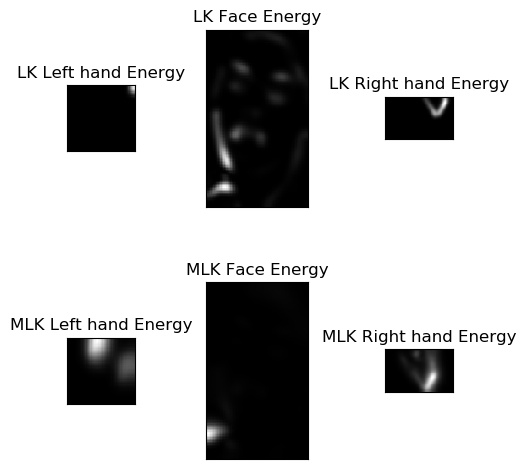 LK Face Energy
LK Left hand Energy
LK Right hand Energy
MLK Face Energy
MLK Left hand Energy
MLK Right hand Energy